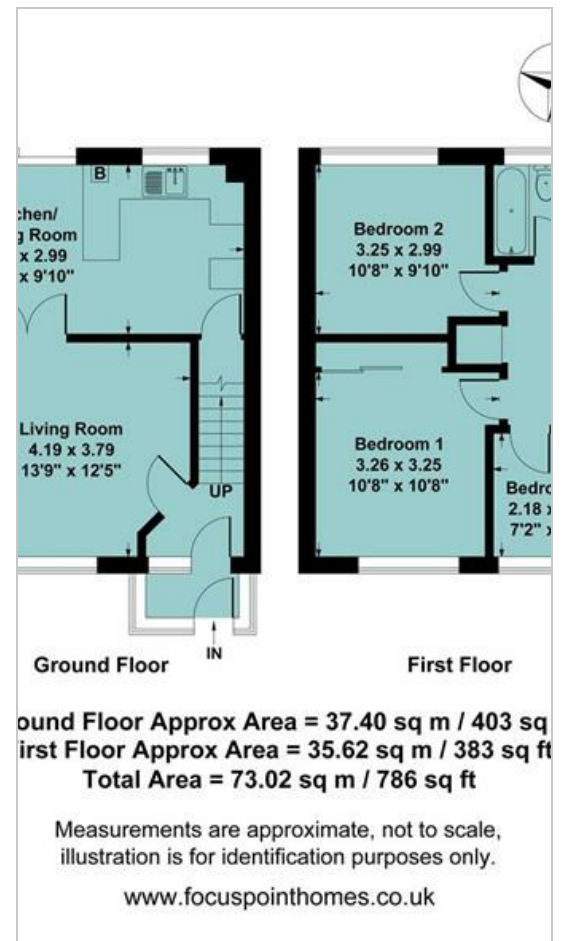 B
chen/
g Room
x 2.99
x 9'10"
Living Room
4.19 x 3.79
13'9" x 12'5"
UP
IN
Ground Floor
Bedroom 2
3.25 x 2.99
10'8" x 9'10"
Bedroom 1
3.26 x 3.25
10'8" x 10'8"
Bedro
2.18 x
7'2" x
First Floor
ound Floor Approx Area = 37.40 sq m / 403 sq
irst Floor Approx Area = 35.62 sq m / 383 sq ft
Total Area = 73.02 sq m / 786 sq ft
Measurements are approximate, not to scale,
illustration is for identification purposes only.
www.focuspointhomes.co.uk